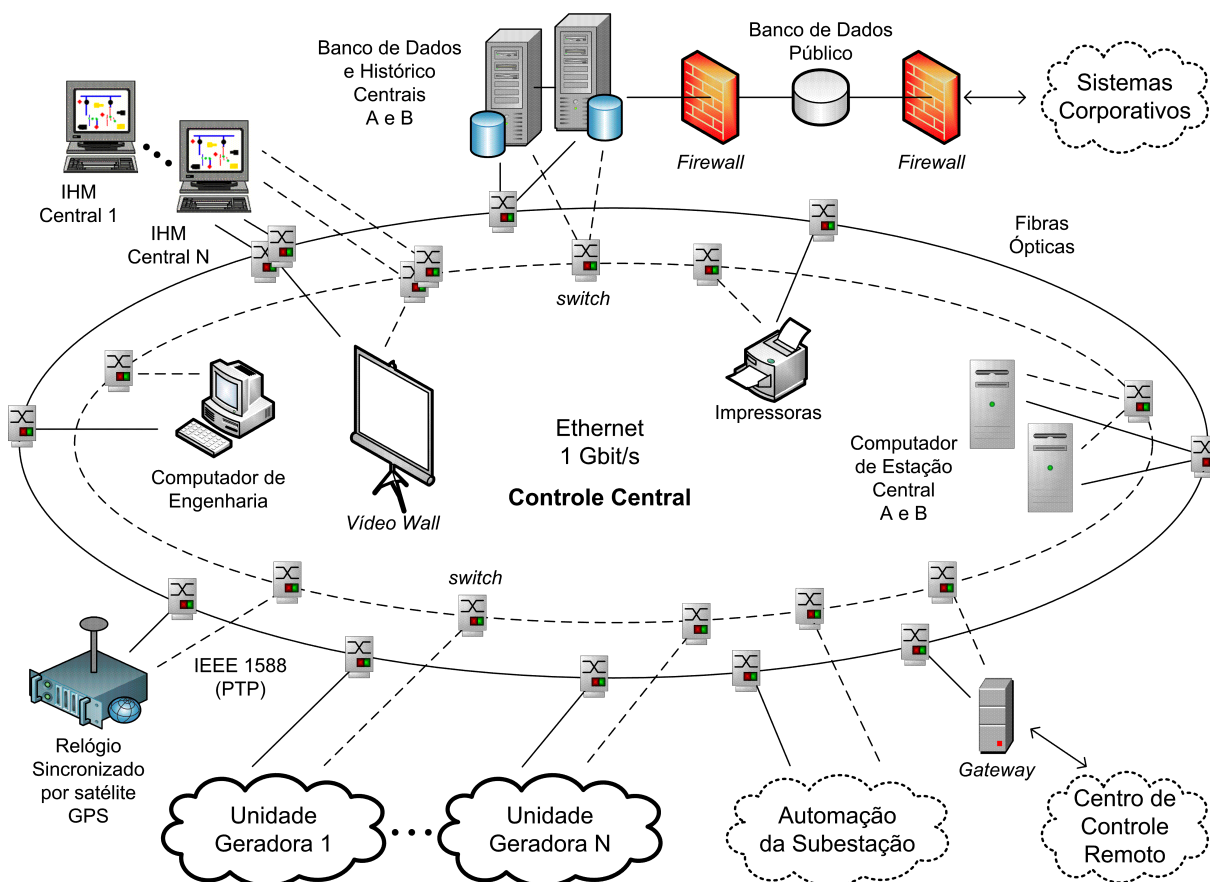 Banco de Dados
e Histórico
Centrais
A e B
Banco de Dados
Público
Sistemas
Corporativos
Firewall
Firewall
IHM
Central 1
IHM
Central N
Fibras
Ópticas
switch
Impressoras
Computador de
Engenharia
Vídeo Wall
Ethernet
1 Gbit/s
Controle Central
Computador
de Estação
Central
A e B
switch
IEEE 1588
(PTP)
Relógio
Sincronizado
por satélite
GPS
Unidade
Geradora 1
Unidade
Geradora N
Automação
da Subestação
Gateway
Centro de
Controle
Remoto